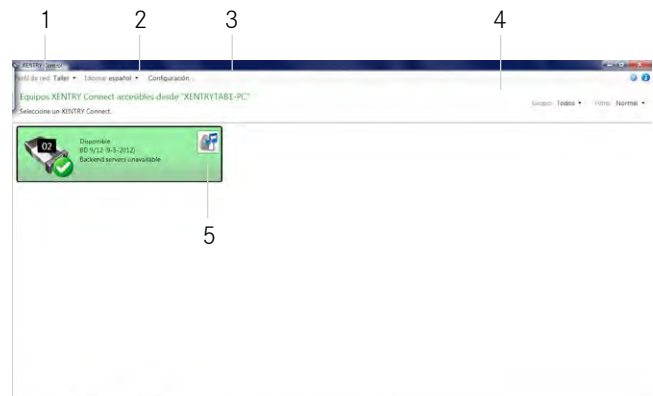 1 2 3 4
XENTRY
Perfil de red: Taller Idioma: español Configuración...
Equipos XENTRY Connect accesibles desde "XENTRYTAB1-PC"
Grupo: Todos Filtro: Normal
Seleccione un XENTRY Connect.
02
Disponible
BD 9/12 (9-5-2012)
Backend servers unavailable
5